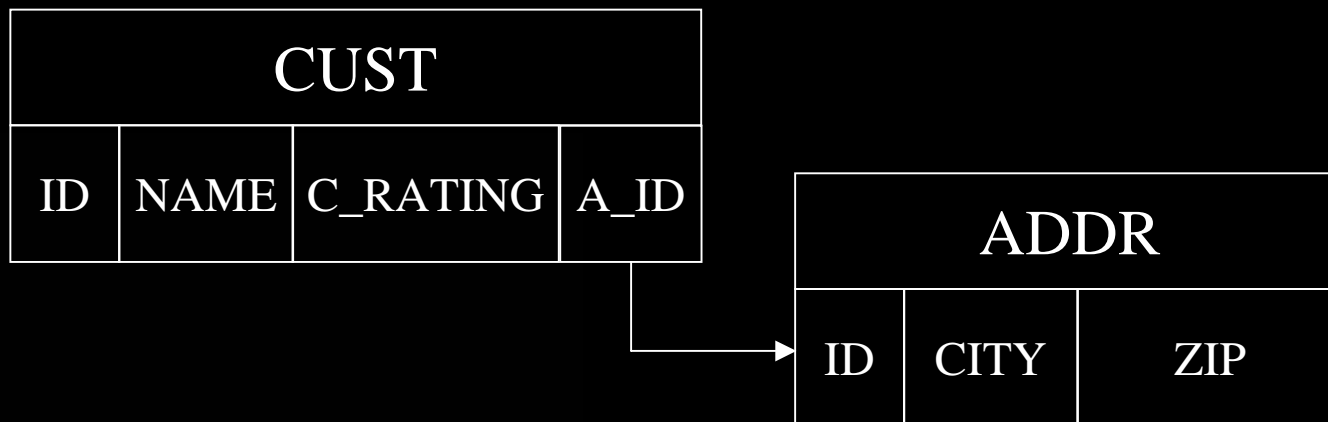 CUST
ID NAME C_RATING A_ID
ADDR
ID CITY ZIP